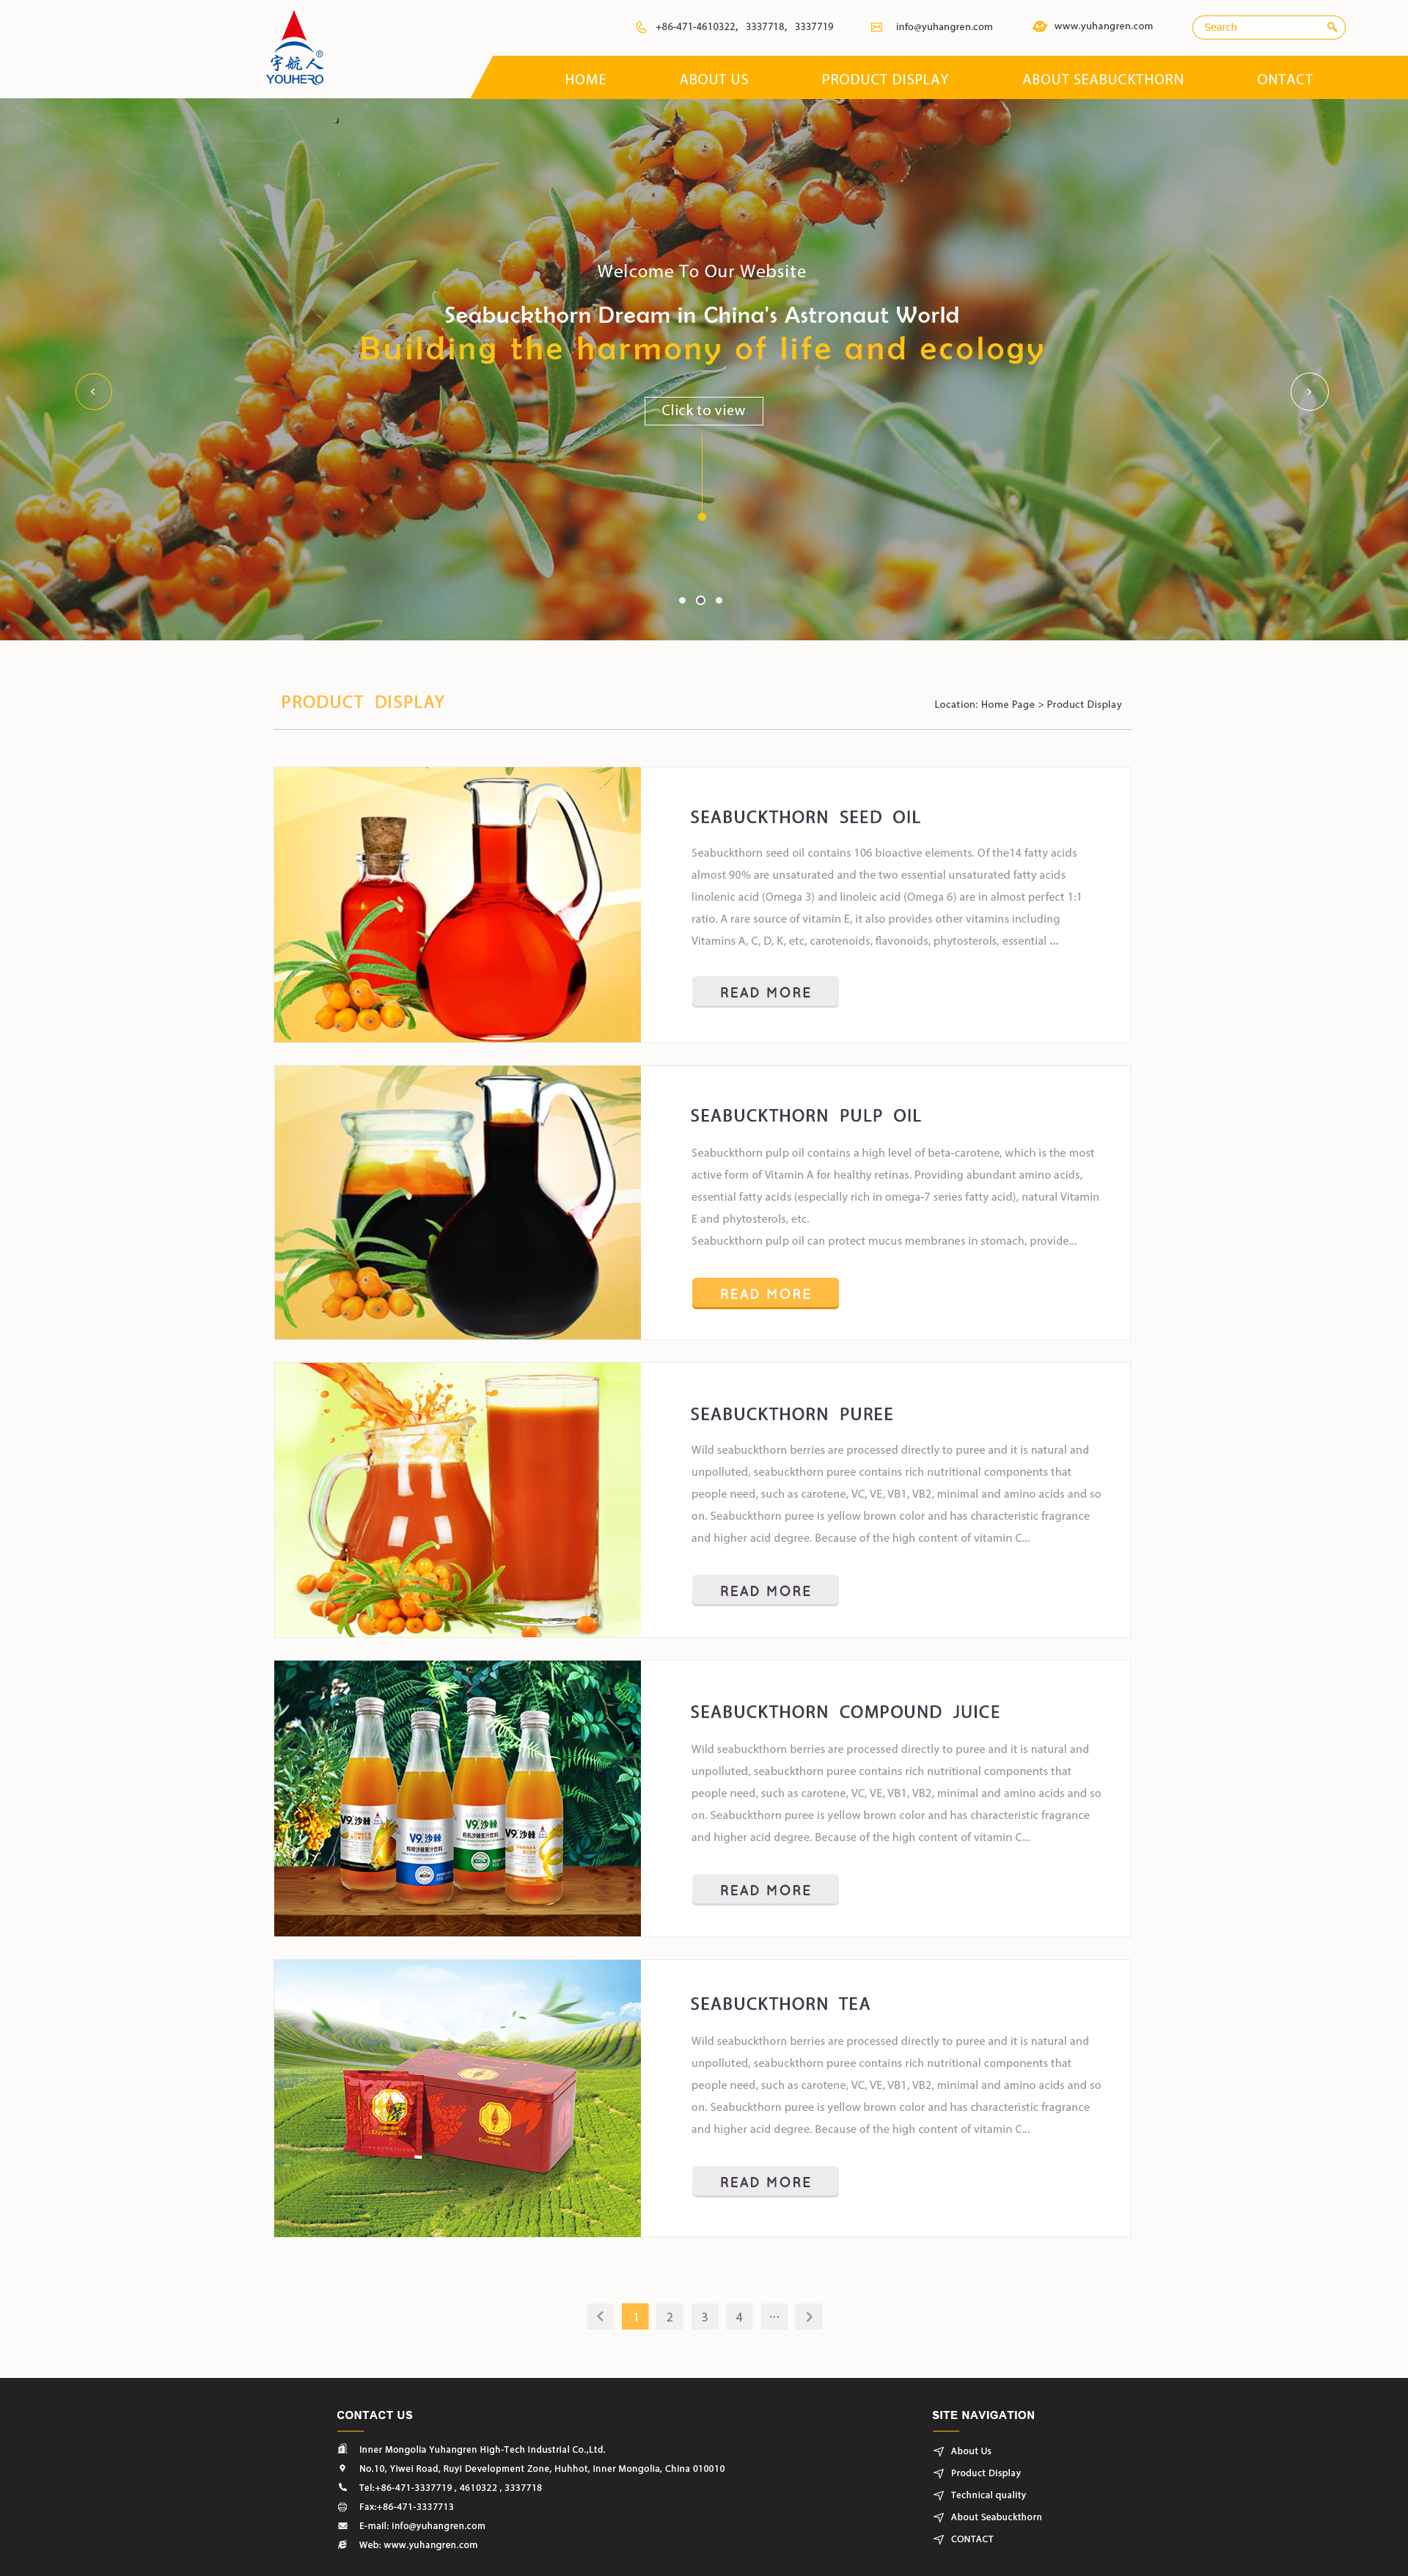 宇航人®
YOUHERO
+86-471-4610322, 3337718, 3337719
info@yuhangren.com
www.yuhangren.com
Search
HOME
ABOUT US
PRODUCT DISPLAY
ABOUT SEABUCKTHORN
ONTACT
Welcome To Our Website
Seabuckthorn Dream in China's Astronaut World
Building the harmony of life and ecology
Click to view
PRODUCT DISPLAY
Location: Home Page > Product Display
SEABUCKTHORN SEED OIL
Seabuckthorn seed oil contains 106 bioactive elements. Of the14 fatty acids
almost 90% are unsaturated and the two essential unsaturated fatty acids
linolenic acid (Omega 3) and linoleic acid (Omega 6) are in almost perfect 1:1
ratio. A rare source of vitamin E, it also provides other vitamins including
Vitamins A, C, D, K, etc, carotenoids, flavonoids, phytosterols, essential ...
READ MORE
SEABUCKTHORN PULP OIL
Seabuckthorn pulp oil contains a high level of beta-carotene, which is the most
active form of Vitamin A for healthy retinas. Providing abundant amino acids,
essential fatty acids (especially rich in omega-7 series fatty acid), natural Vitamin
E and phytosterols, etc.
Seabuckthorn pulp oil can protect mucus membranes in stomach, provide...
READ MORE
SEABUCKTHORN PUREE
Wild seabuckthorn berries are processed directly to puree and it is natural and
unpolluted, seabuckthorn puree contains rich nutritional components that
people need, such as carotene, VC, VE, VB1, VB2, minimal and amino acids and so
on. Seabuckthorn puree is yellow brown color and has characteristic fragrance
and higher acid degree. Because of the high content of vitamin C...
READ MORE
V9 沙棘
V9 沙棘
V9 沙棘
V9 沙棘
SEABUCKTHORN COMPOUND JUICE
Wild seabuckthorn berries are processed directly to puree and it is natural and
unpolluted, seabuckthorn puree contains rich nutritional components that
people need, such as carotene, VC, VE, VB1, VB2, minimal and amino acids and so
on. Seabuckthorn puree is yellow brown color and has characteristic fragrance
and higher acid degree. Because of the high content of vitamin C...
READ MORE
Enzymatic Tea
Enzymatic Tea
SEABUCKTHORN TEA
Wild seabuckthorn berries are processed directly to puree and it is natural and
unpolluted, seabuckthorn puree contains rich nutritional components that
people need, such as carotene, VC, VE, VB1, VB2, minimal and amino acids and so
on. Seabuckthorn puree is yellow brown color and has characteristic fragrance
and higher acid degree. Because of the high content of vitamin C...
READ MORE
1 2 3 4 ...
CONTACT US
Inner Mongolia Yuhangren High-Tech Industrial Co.,Ltd.
No.10, Yiwei Road, Ruyi Development Zone, Huhhot, Inner Mongolia, China 010010
Tel:+86-471-3337719 , 4610322 , 3337718
Fax:+86-471-3337713
E-mail: info@yuhangren.com
Web: www.yuhangren.com
SITE NAVIGATION
About Us
Product Display
Technical quality
About Seabuckthorn
CONTACT